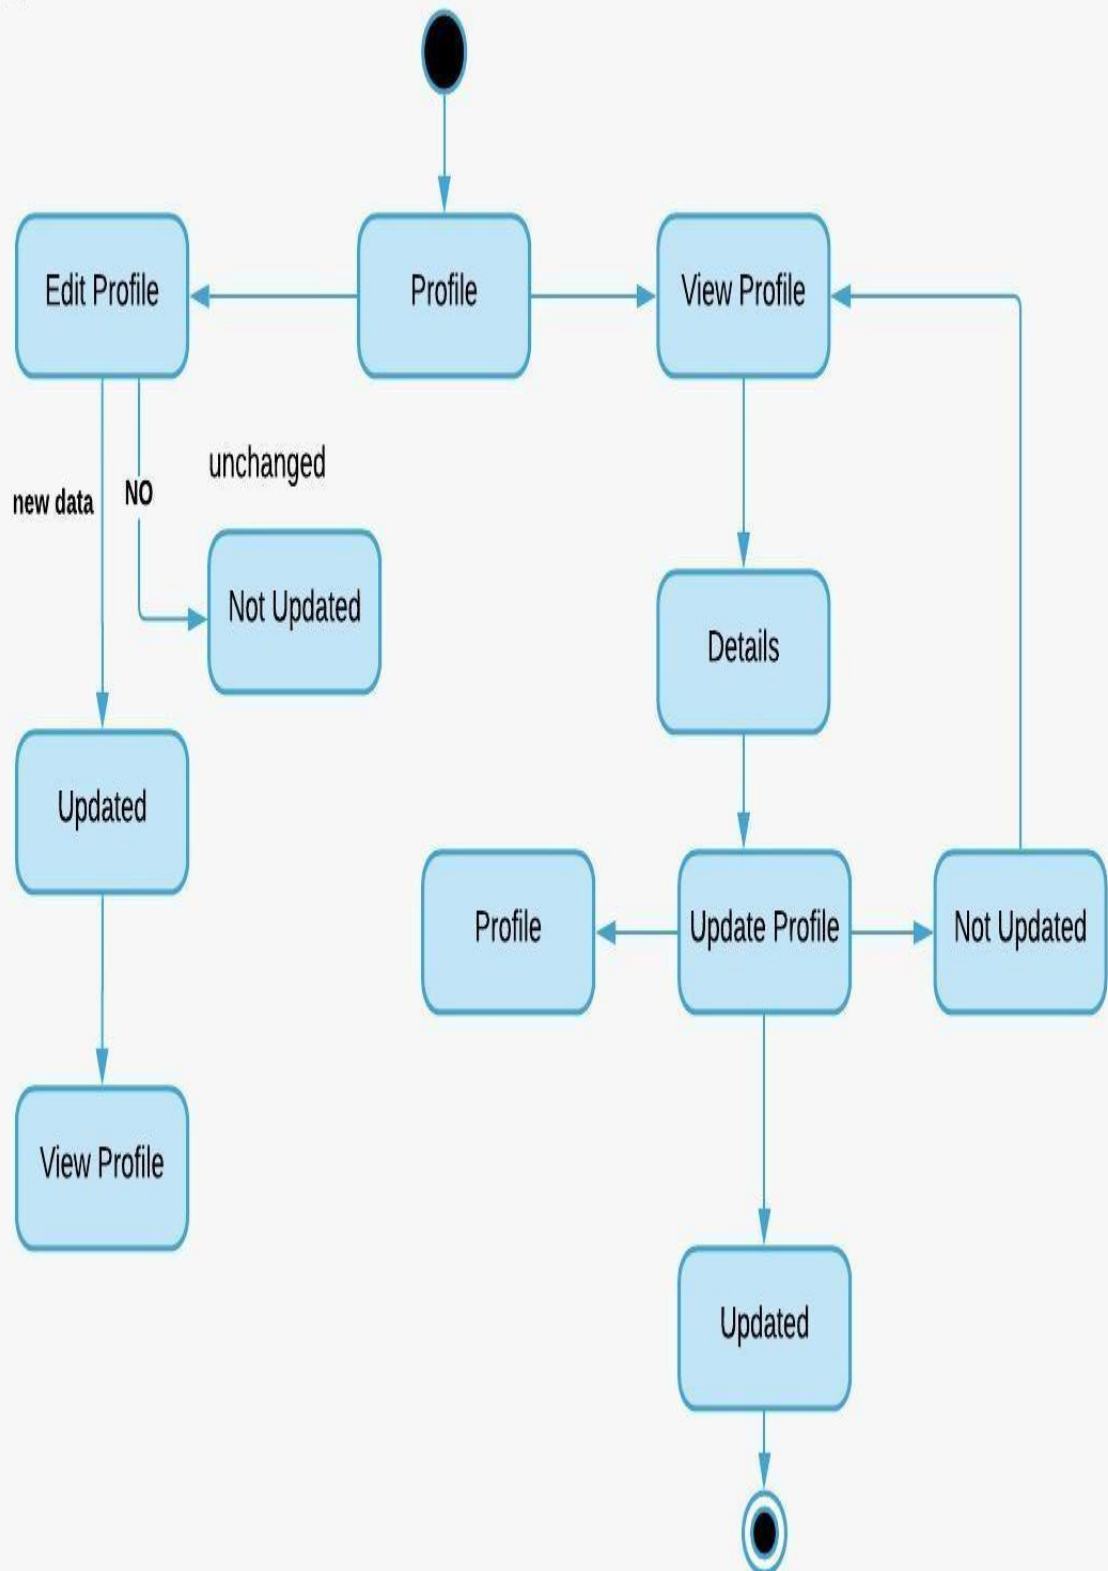 Edit Profile
Profile
View Profile
unchanged
new data
NO
Not Updated
Details
Updated
Profile
Update Profile
Not Updated
View Profile
Updated